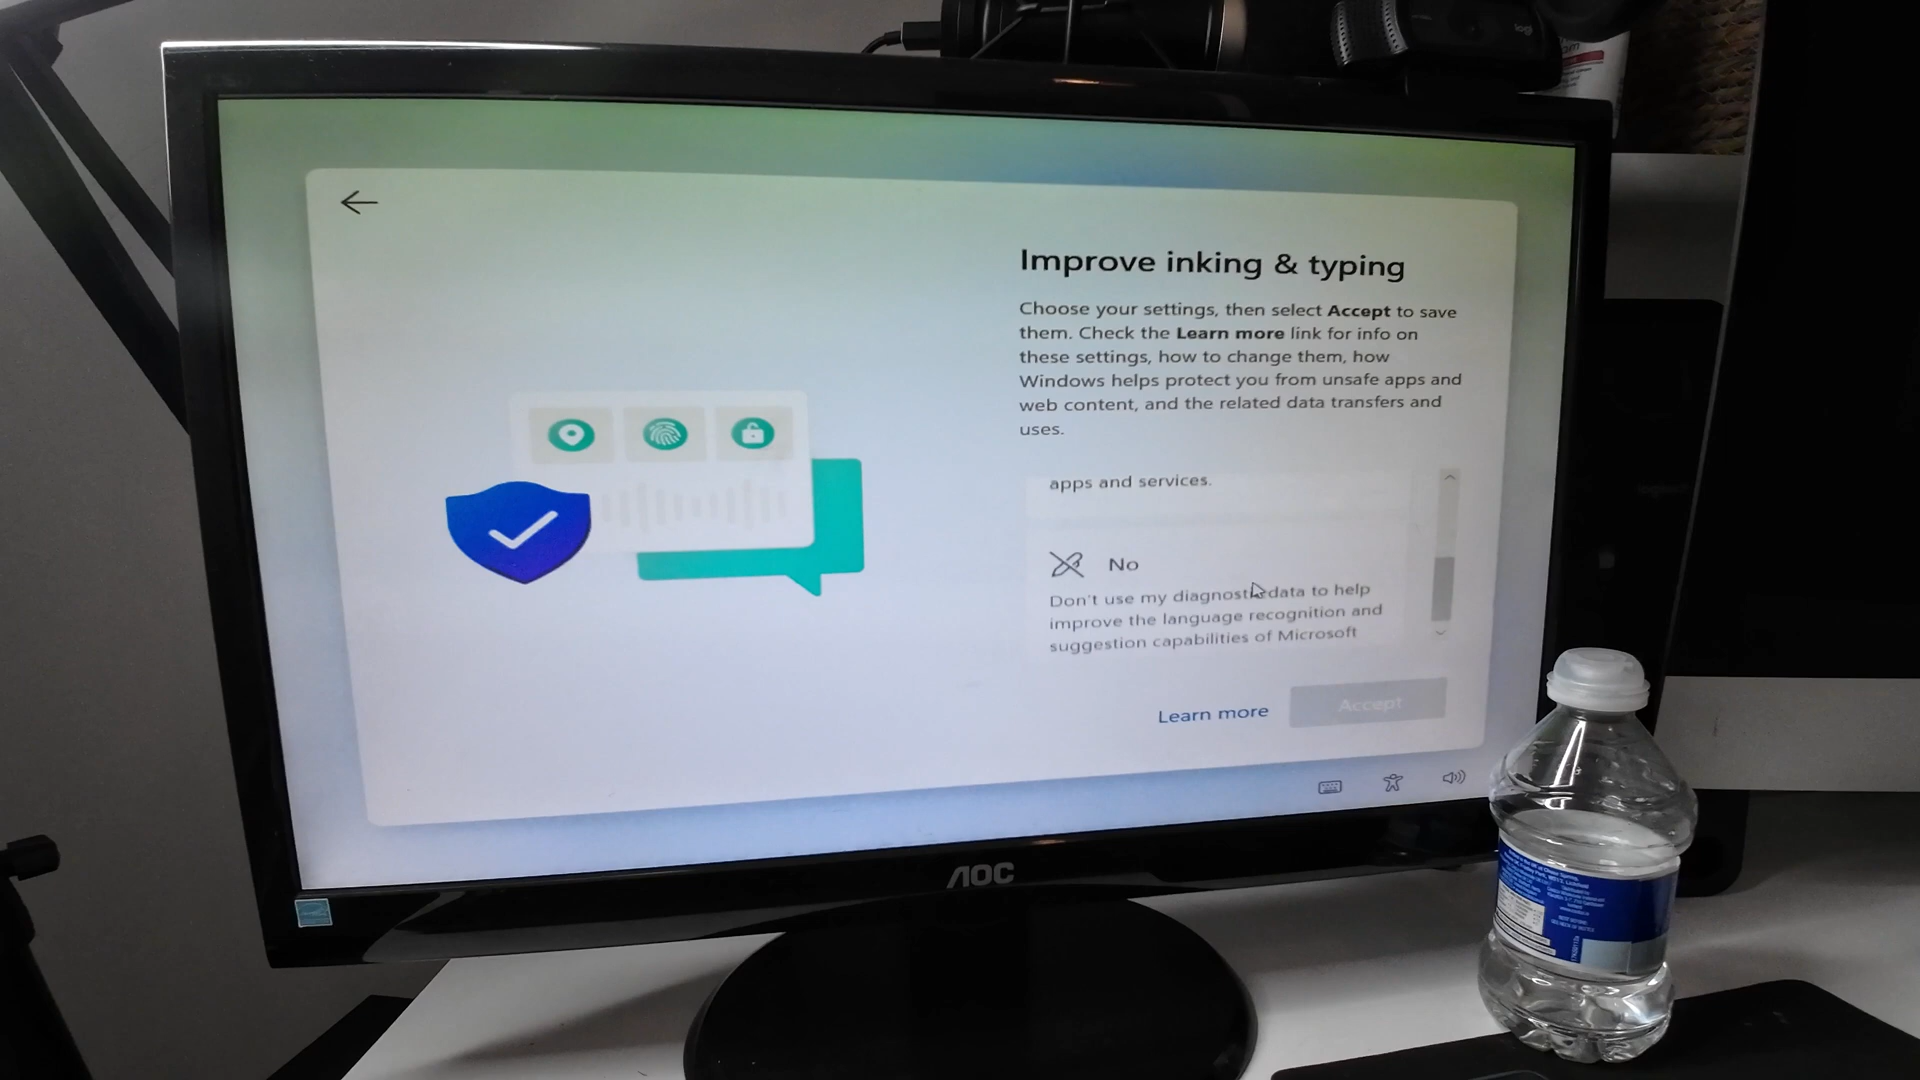 logi
Improve inking & typing
Choose your settings, then select Accept to save
them. Check the Learn more link for info on
these settings, how to change them, how
Windows helps protect you from unsafe apps and
web content, and the related data transfers and
uses.
apps and services.
No
Don't use my diagnostic data to help
improve the language recognition and
suggestion capabilities of Microsoft
Learn more
Accept
AOC